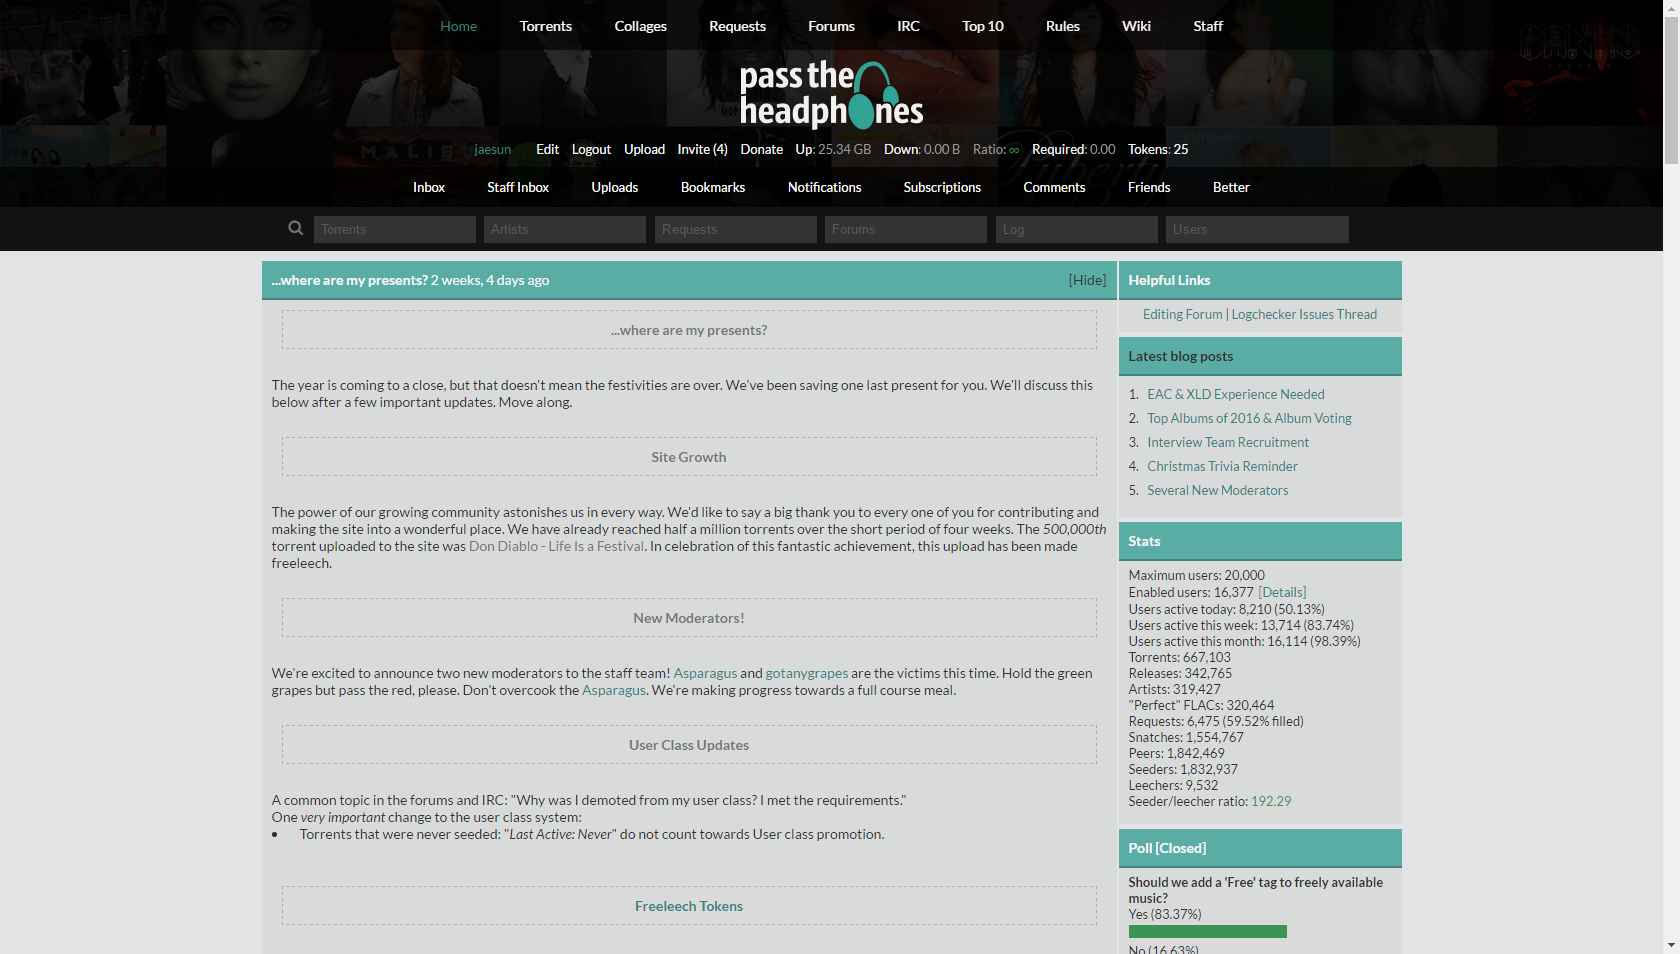 Home Torrents Collages Requests Forums IRC Top 10 Rules Wiki Staff
pass the
headphones
jaesun Edit Logout Upload Invite (4) Donate Up: 25.34 GB Down: 0.00 B Ratio: ∞ Required: 0.00 Tokens: 25
Inbox Staff Inbox Uploads Bookmarks Notifications Subscriptions Comments Friends Better
Torrents Artists Requests Forums Log Users
...where are my presents? 2 weeks, 4 days ago [Hide]
...where are my presents?
The year is coming to a close, but that doesn't mean the festivities are over. We've been saving one last present for you. We'll discuss this
below after a few important updates. Move along.
Site Growth
The power of our growing community astonishes us in every way. We'd like to say a big thank you to every one of you for contributing and
making the site into a wonderful place. We have already reached half a million torrents over the short period of four weeks. The 500,000th
torrent uploaded to the site was Don Diablo - Life Is a Festival. In celebration of this fantastic achievement, this upload has been made
freeleech.
New Moderators!
We're excited to announce two new moderators to the staff team! Asparagus and gotanygrapes are the victims this time. Hold the green
grapes but pass the red, please. Don't overcook the Asparagus. We're making progress towards a full course meal.
User Class Updates
A common topic in the forums and IRC: "Why was I demoted from my user class? I met the requirements."
One very important change to the user class system:
• Torrents that were never seeded: "Last Active: Never" do not count towards User class promotion.
Freeleech Tokens
Helpful Links
Editing Forum | Logchecker Issues Thread
Latest blog posts
1. EAC & XLD Experience Needed
2. Top Albums of 2016 & Album Voting
3. Interview Team Recruitment
4. Christmas Trivia Reminder
5. Several New Moderators
Stats
Maximum users: 20,000
Enabled users: 16,377 [Details]
Users active today: 8,210 (50.13%)
Users active this week: 13,714 (83.74%)
Users active this month: 16,114 (98.39%)
Torrents: 667,103
Releases: 342,765
Artists: 319,427
"Perfect" FLACs: 320,464
Requests: 6,475 (59.52% filled)
Snatches: 1,554,767
Peers: 1,842,469
Seeders: 1,832,937
Leechers: 9,532
Seeder/leecher ratio: 192.29
Poll [Closed]
Should we add a 'Free' tag to freely available
music?
Yes (83.37%)
No (16.63%)